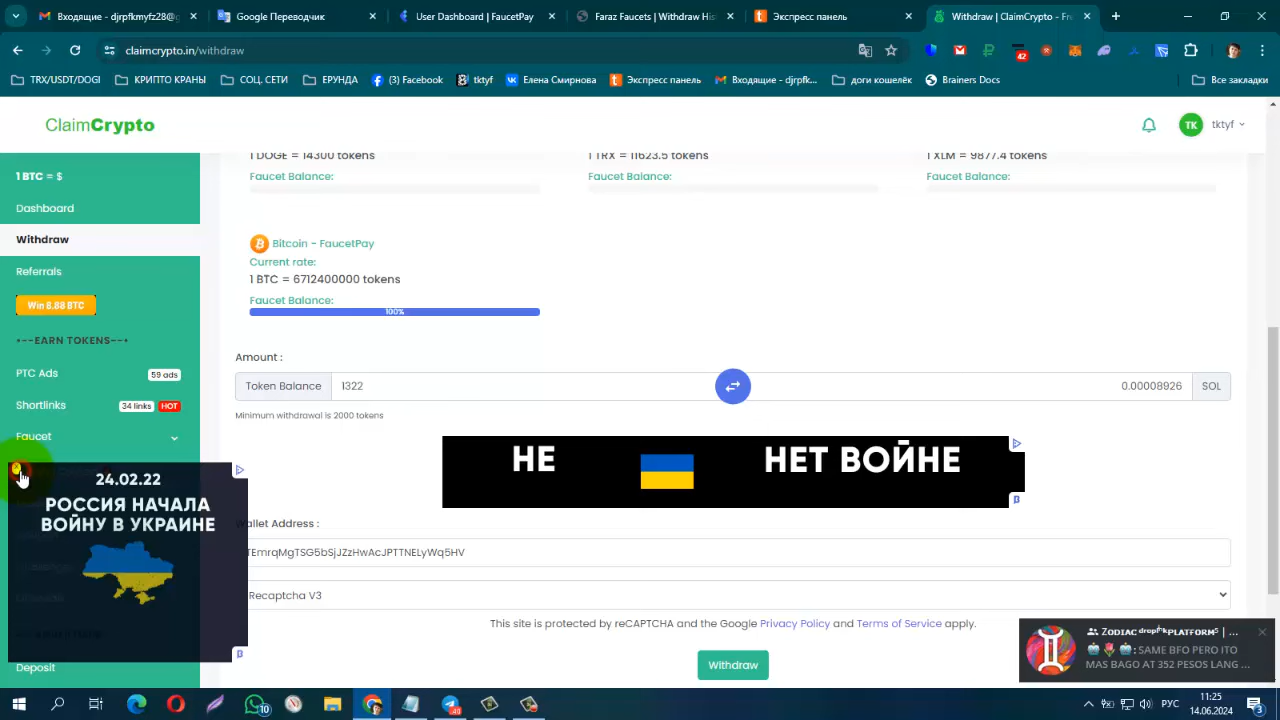 Входящие - djrpfkmyfz28@g
Google Переводчик
User Dashboard | FaucetPay
Faraz Faucets | Withdraw Hist
Экспресс панель
Withdraw | ClaimCrypto - Fre
claimcrypto.in/withdraw
42
TRX/USDT/DOGI
КРИПТО КРАНЫ
СОЦ. СЕТИ
ЕРУНДА
(3) Facebook
tktyf
Елена Смирнова
Экспресс панель
Входящие - djrpfk...
доги кошелёк
Brainers Docs
Все закладки
ClaimCrypto
TK
tktyf
1 BTC = $
Dashboard
Withdraw
Referrals
Win 8.88 BTC
EARN TOKENS
PTC Ads
59 ads
Shortlinks
34 links
HOT
Faucet
Deposit
1 DOGE = 14300 tokens
1 TRX = 11623.5 tokens
1 XLM = 9877.4 tokens
Faucet Balance:
Faucet Balance:
Faucet Balance:
Bitcoin - FaucetPay
Current rate:
1 BTC = 6712400000 tokens
Faucet Balance:
100%
Amount :
Token Balance
1322
0.00008926
SOL
Minimum withdrawal is 2000 tokens
НЕ
НЕТ ВОЙНЕ
24.02.22
РОССИЯ НАЧАЛА
ВОЙНУ В УКРАИНЕ
Wallet Address :
TEmrqMgTSG5bSjJZzHwAcJPTTNELyWq5HV
Recaptcha V3
This site is protected by reCAPTCHA and the Google Privacy Policy and Terms of Service apply.
Withdraw
SAME BFO PERO ITO
MAS BAGO AT 352 PESOS LANG ...
10
РУС
11:25
14.06.2024
3